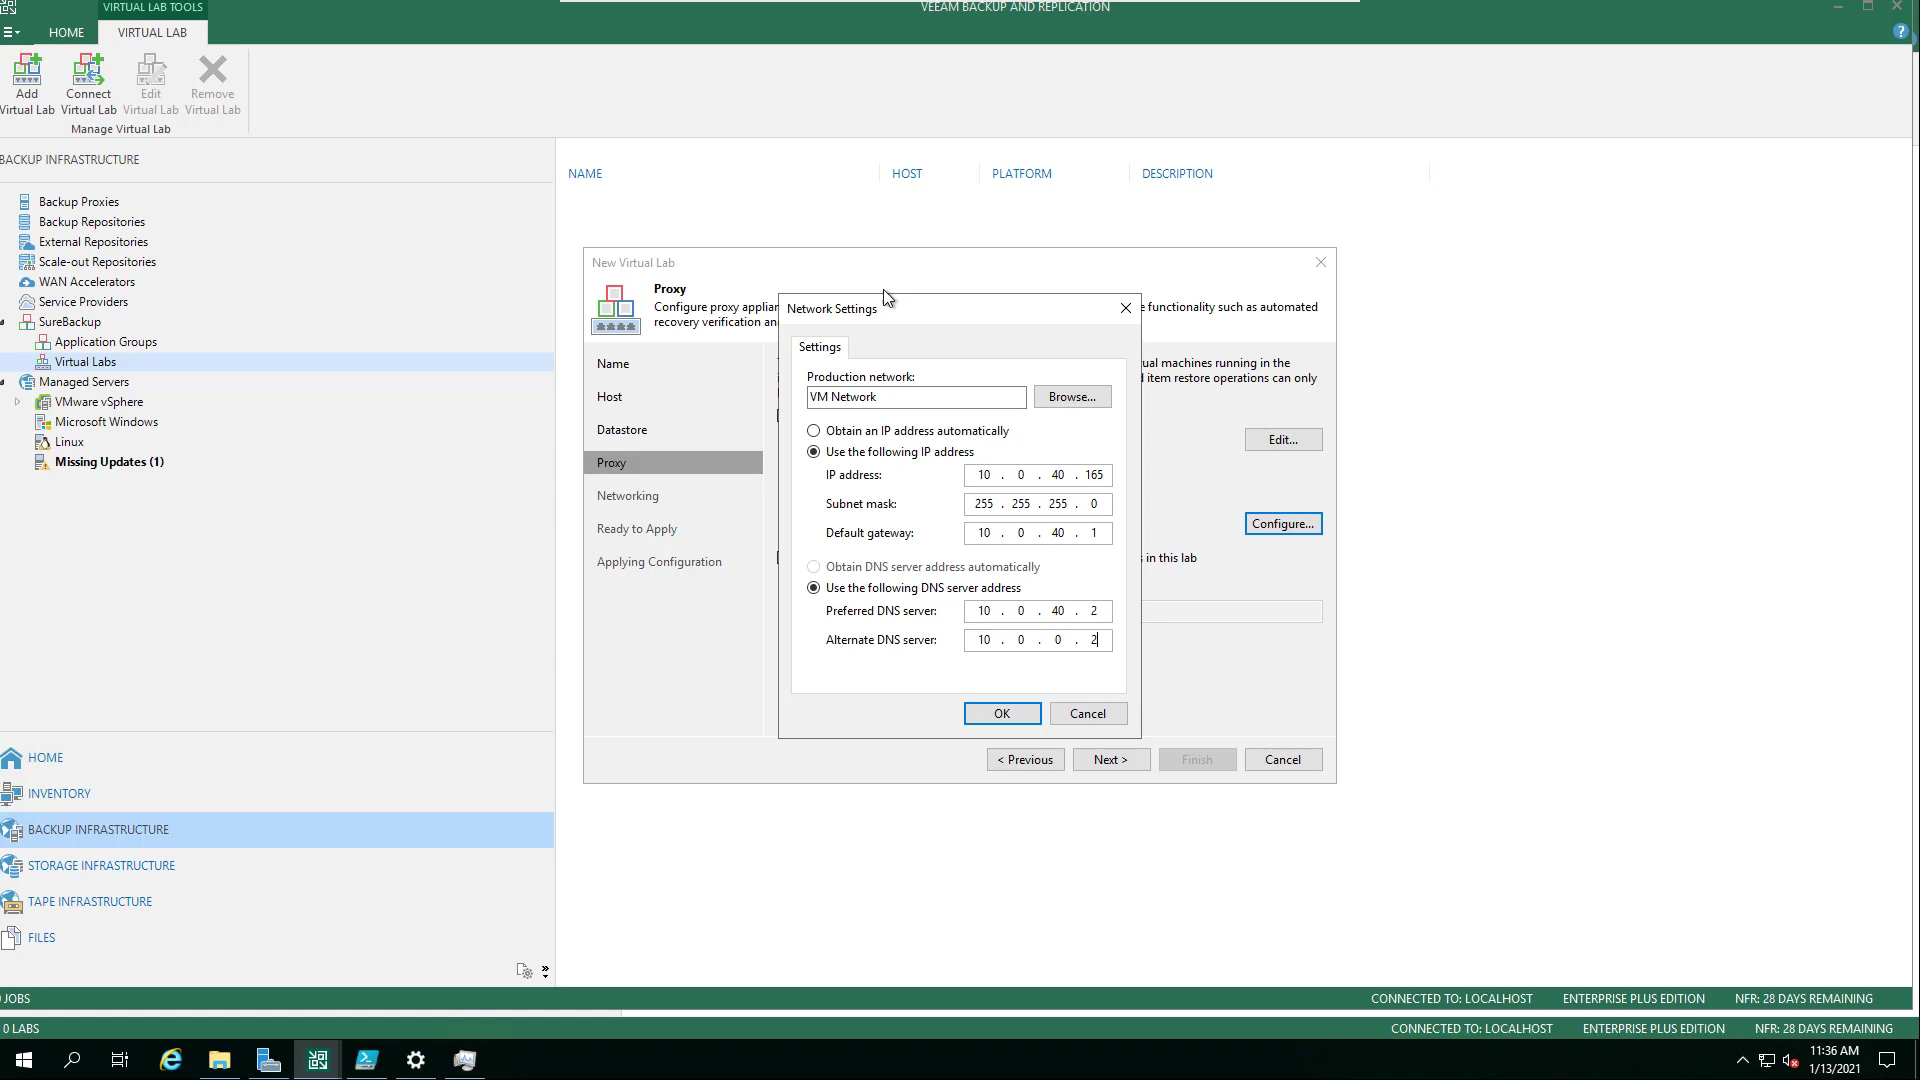 VIRTUAL LAB TOOLS
VEEAM BACKUP AND REPLICATION
HOME
VIRTUAL LAB
?
Add
Virtual Lab
Connect
Virtual Lab
Edit
Virtual Lab
Remove
Virtual Lab
Manage Virtual Lab
BACKUP INFRASTRUCTURE
Backup Proxies
Backup Repositories
External Repositories
Scale-out Repositories
WAN Accelerators
Service Providers
SureBackup
Application Groups
Virtual Labs
Managed Servers
VMware vSphere
Microsoft Windows
Linux
Missing Updates (1)
HOME
INVENTORY
BACKUP INFRASTRUCTURE
STORAGE INFRASTRUCTURE
TAPE INFRASTRUCTURE
FILES
NAME
HOST
PLATFORM
DESCRIPTION
New Virtual Lab
Proxy
Configure proxy applian
e functionality such as automated
recovery verification an
Name
Host
Datastore
Proxy
Networking
Ready to Apply
Applying Configuration
ual machines running in the
d item restore operations can only
Edit...
Configure...
s in this lab
Network Settings
Settings
Production network:
VM Network
Browse...
Obtain an IP address automatically
Use the following IP address
IP address: 10 . 0 . 40 . 165
Subnet mask: 255 . 255 . 255 . 0
Default gateway: 10 . 0 . 40 . 1
Obtain DNS server address automatically
Use the following DNS server address
Preferred DNS server: 10 . 0 . 40 . 2
Alternate DNS server: 10 . 0 . 0 . 2
OK
Cancel
< Previous
Next >
Finish
Cancel
JOBS
CONNECTED TO: LOCALHOST
ENTERPRISE PLUS EDITION
NFR: 28 DAYS REMAINING
0 LABS
CONNECTED TO: LOCALHOST
ENTERPRISE PLUS EDITION
NFR: 28 DAYS REMAINING
11:36 AM
1/13/2021